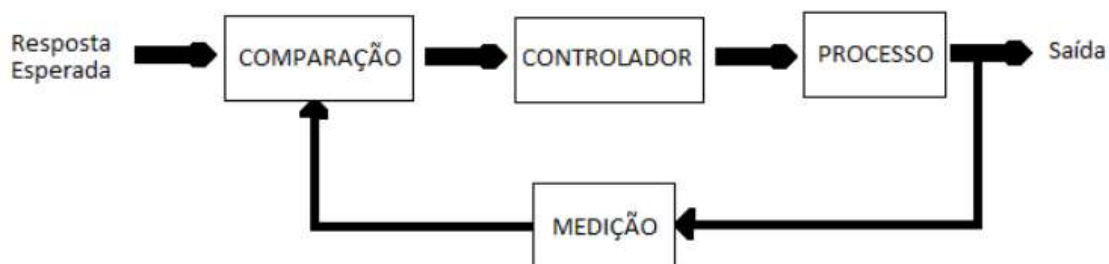 Resposta
Esperada
COMPARAÇÃO
CONTROLADOR
PROCESSO
Saída
MEDIÇÃO